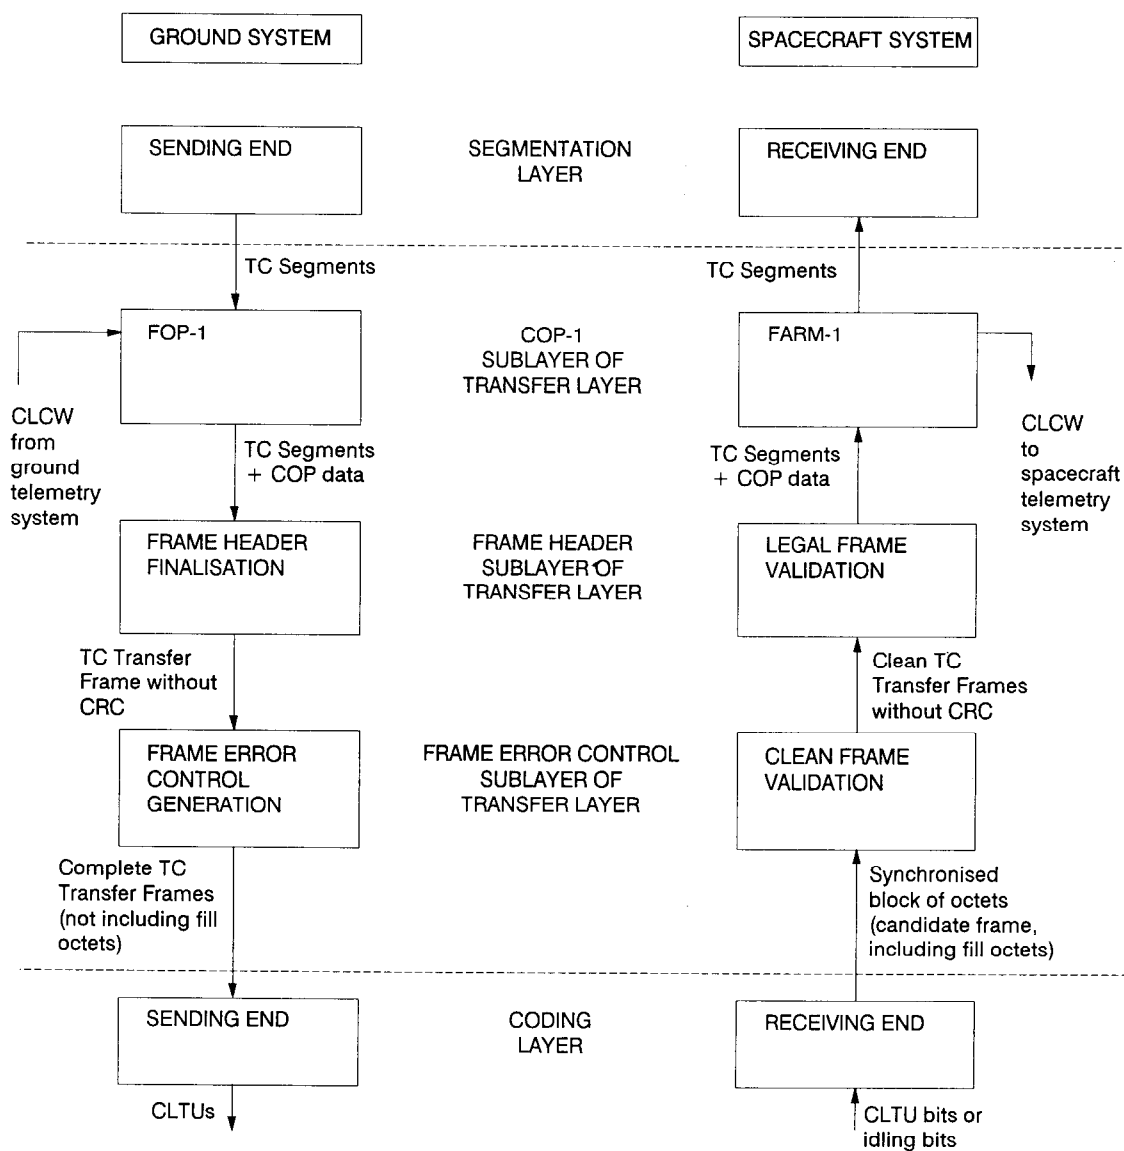 GROUND SYSTEM
SPACECRAFT SYSTEM
SENDING END
SEGMENTATION
LAYER
RECEIVING END
TC Segments
TC Segments
FOP-1
COP-1
SUBLAYER OF
TRANSFER LAYER
FARM-1
CLCW
from
ground
telemetry
system
CLCW
to
spacecraft
telemetry
system
TC Segments
+ COP data
TC Segments
+ COP data
FRAME HEADER
FINALISATION
FRAME HEADER
SUBLAYER OF
TRANSFER LAYER
LEGAL FRAME
VALIDATION
TC Transfer
Frame without
CRC
Clean TC
Transfer Frames
without CRC
FRAME ERROR
CONTROL
GENERATION
FRAME ERROR CONTROL
SUBLAYER OF
TRANSFER LAYER
CLEAN FRAME
VALIDATION
Complete TC
Transfer Frames
(not including fill
octets)
Synchronised
block of octets
(candidate frame,
including fill octets)
SENDING END
CODING
LAYER
RECEIVING END
CLTUs
CLTU bits or
idling bits